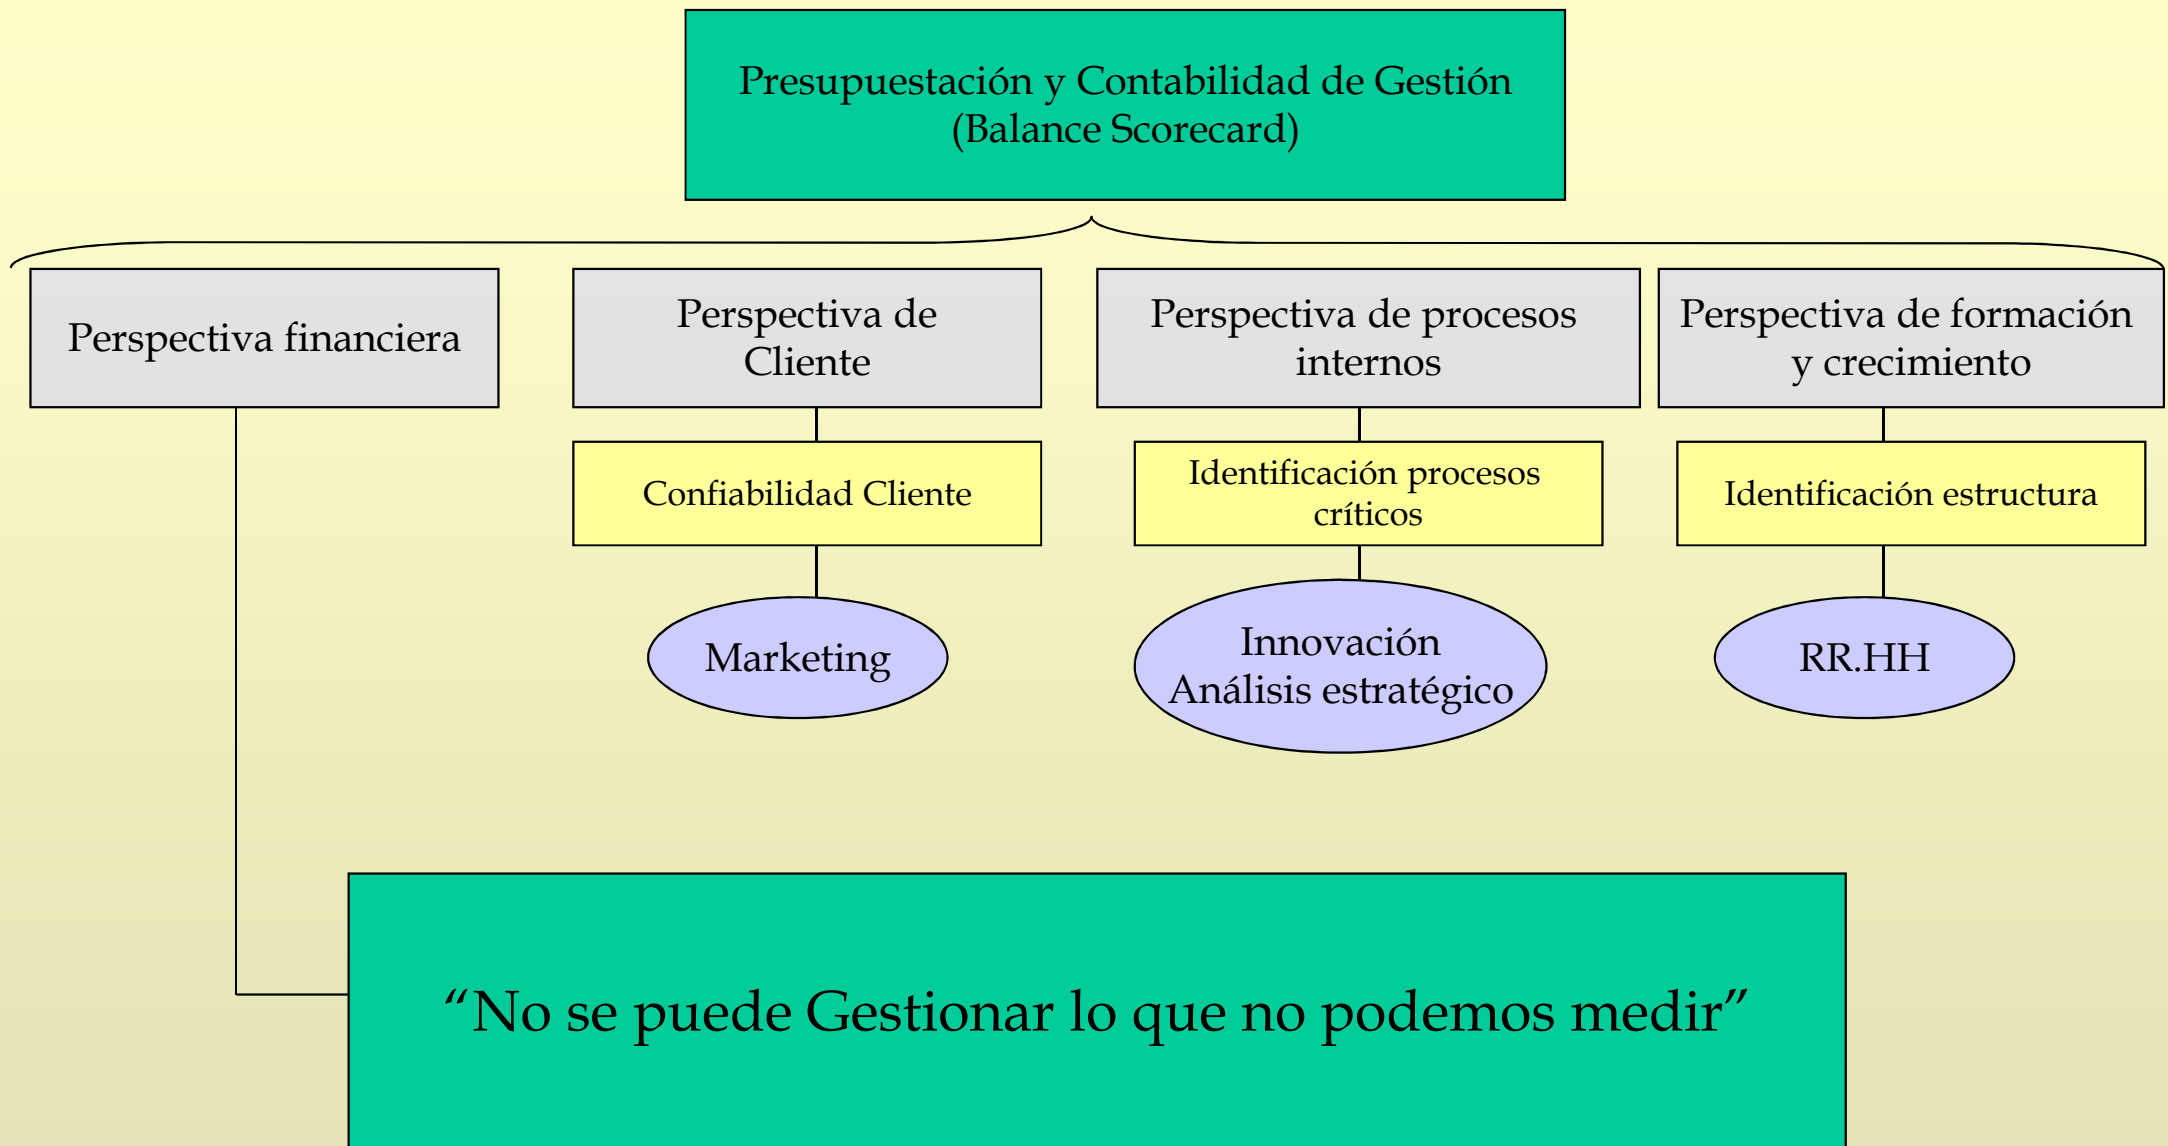 Presupuestación y Contabilidad de Gestión
(Balance Scorecard)
Perspectiva financiera
Perspectiva de
Cliente
Perspectiva de procesos
internos
Perspectiva de formación
y crecimiento
Confiabilidad Cliente
Identificación procesos
críticos
Identificación estructura
Marketing
Innovación
Análisis estratégico
RR.HH
“No se puede Gestionar lo que no podemos medir”